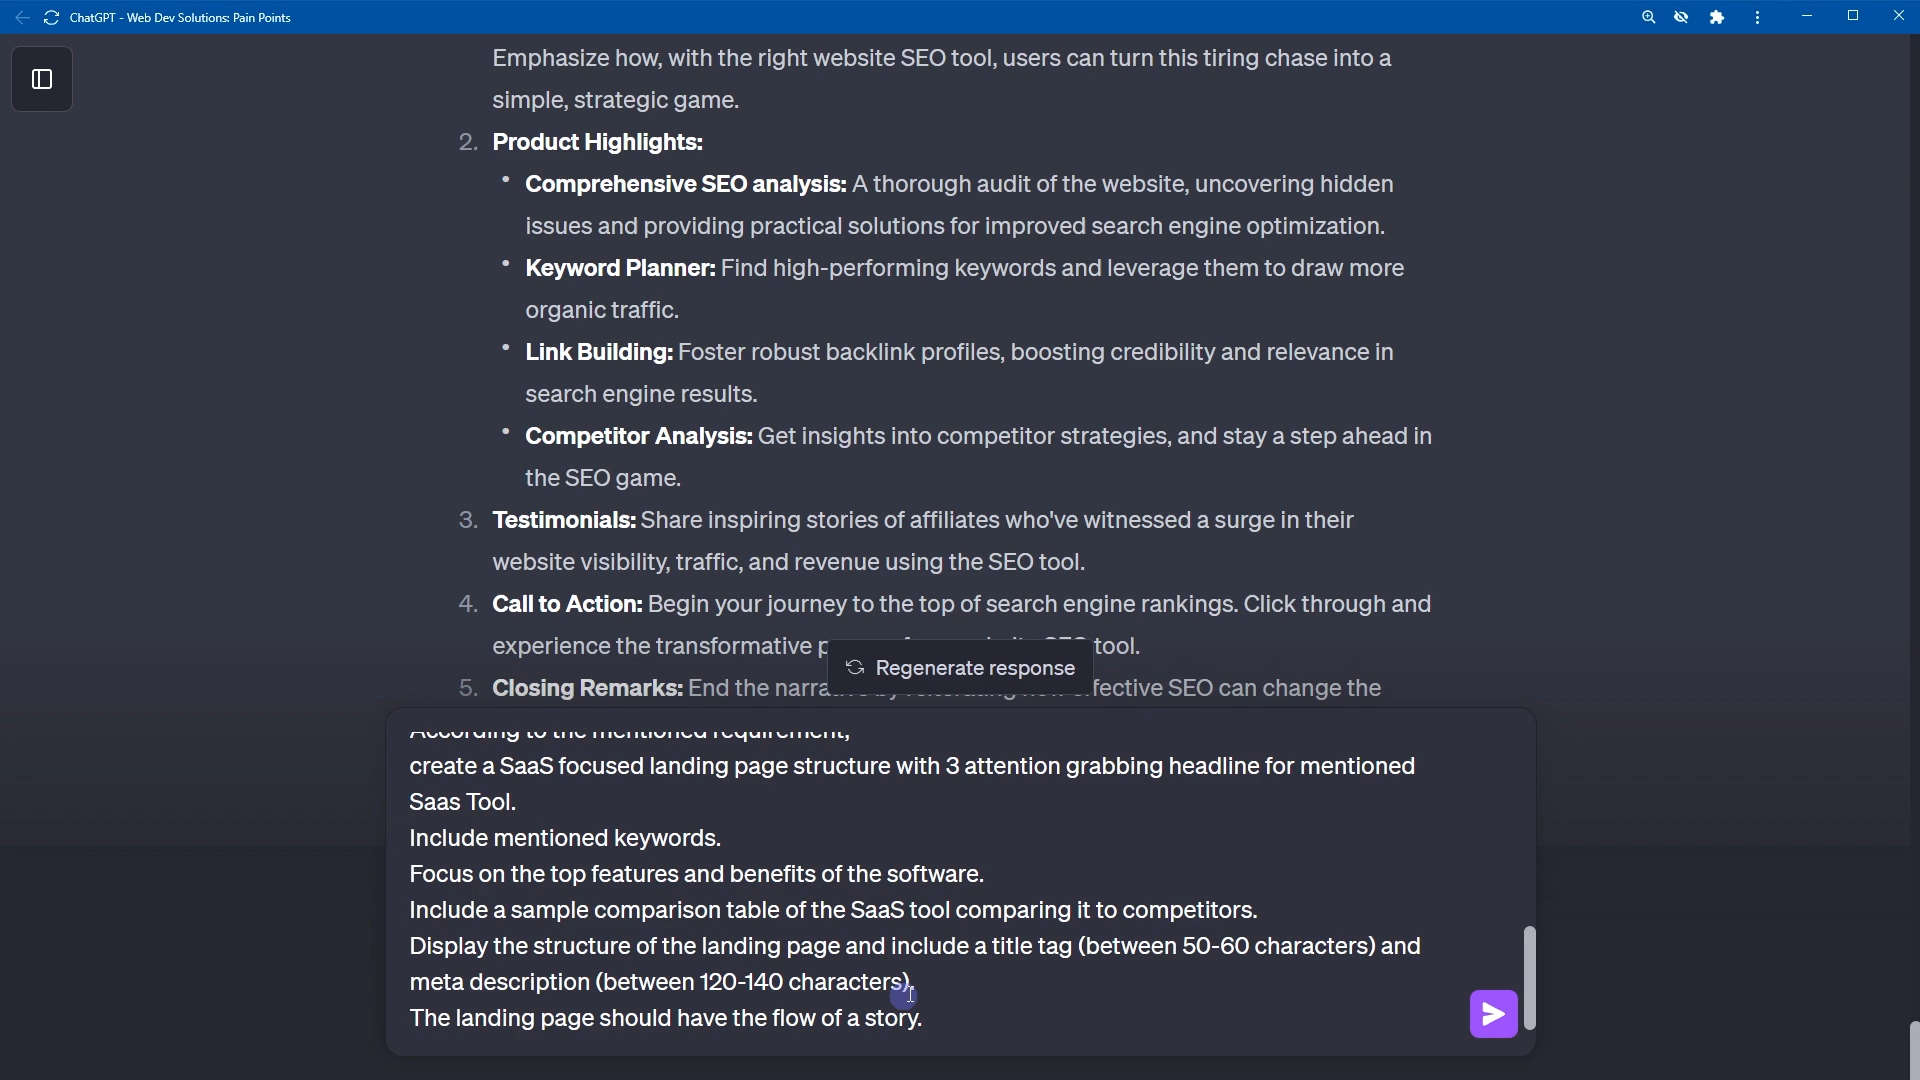 ChatGPT - Web Dev Solutions: Pain Points
Emphasize how, with the right website SEO tool, users can turn this tiring chase into a
simple, strategic game.
2. Product Highlights:
• Comprehensive SEO analysis: A thorough audit of the website, uncovering hidden
issues and providing practical solutions for improved search engine optimization.
• Keyword Planner: Find high-performing keywords and leverage them to draw more
organic traffic.
• Link Building: Foster robust backlink profiles, boosting credibility and relevance in
search engine results.
• Competitor Analysis: Get insights into competitor strategies, and stay a step ahead in
the SEO game.
3. Testimonials: Share inspiring stories of affiliates who've witnessed a surge in their
website visibility, traffic, and revenue using the SEO tool.
4. Call to Action: Begin your journey to the top of search engine rankings. Click through and
experience the transformative tool.
Regenerate response
5. Closing Remarks: End the effective SEO can change the
According to the mentioned requirement,
create a SaaS focused landing page structure with 3 attention grabbing headline for mentioned
Saas Tool.
Include mentioned keywords.
Focus on the top features and benefits of the software.
Include a sample comparison table of the SaaS tool comparing it to competitors.
Display the structure of the landing page and include a title tag (between 50-60 characters) and
meta description (between 120-140 characters).
The landing page should have the flow of a story.